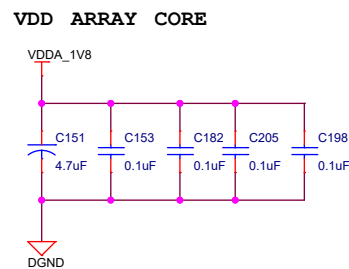 VDD ARRAY CORE
VDDA_1V8
C151 C153 C182 C205 C198
4.7uF 0.1uF 0.1uF 0.1uF 0.1uF
DGND